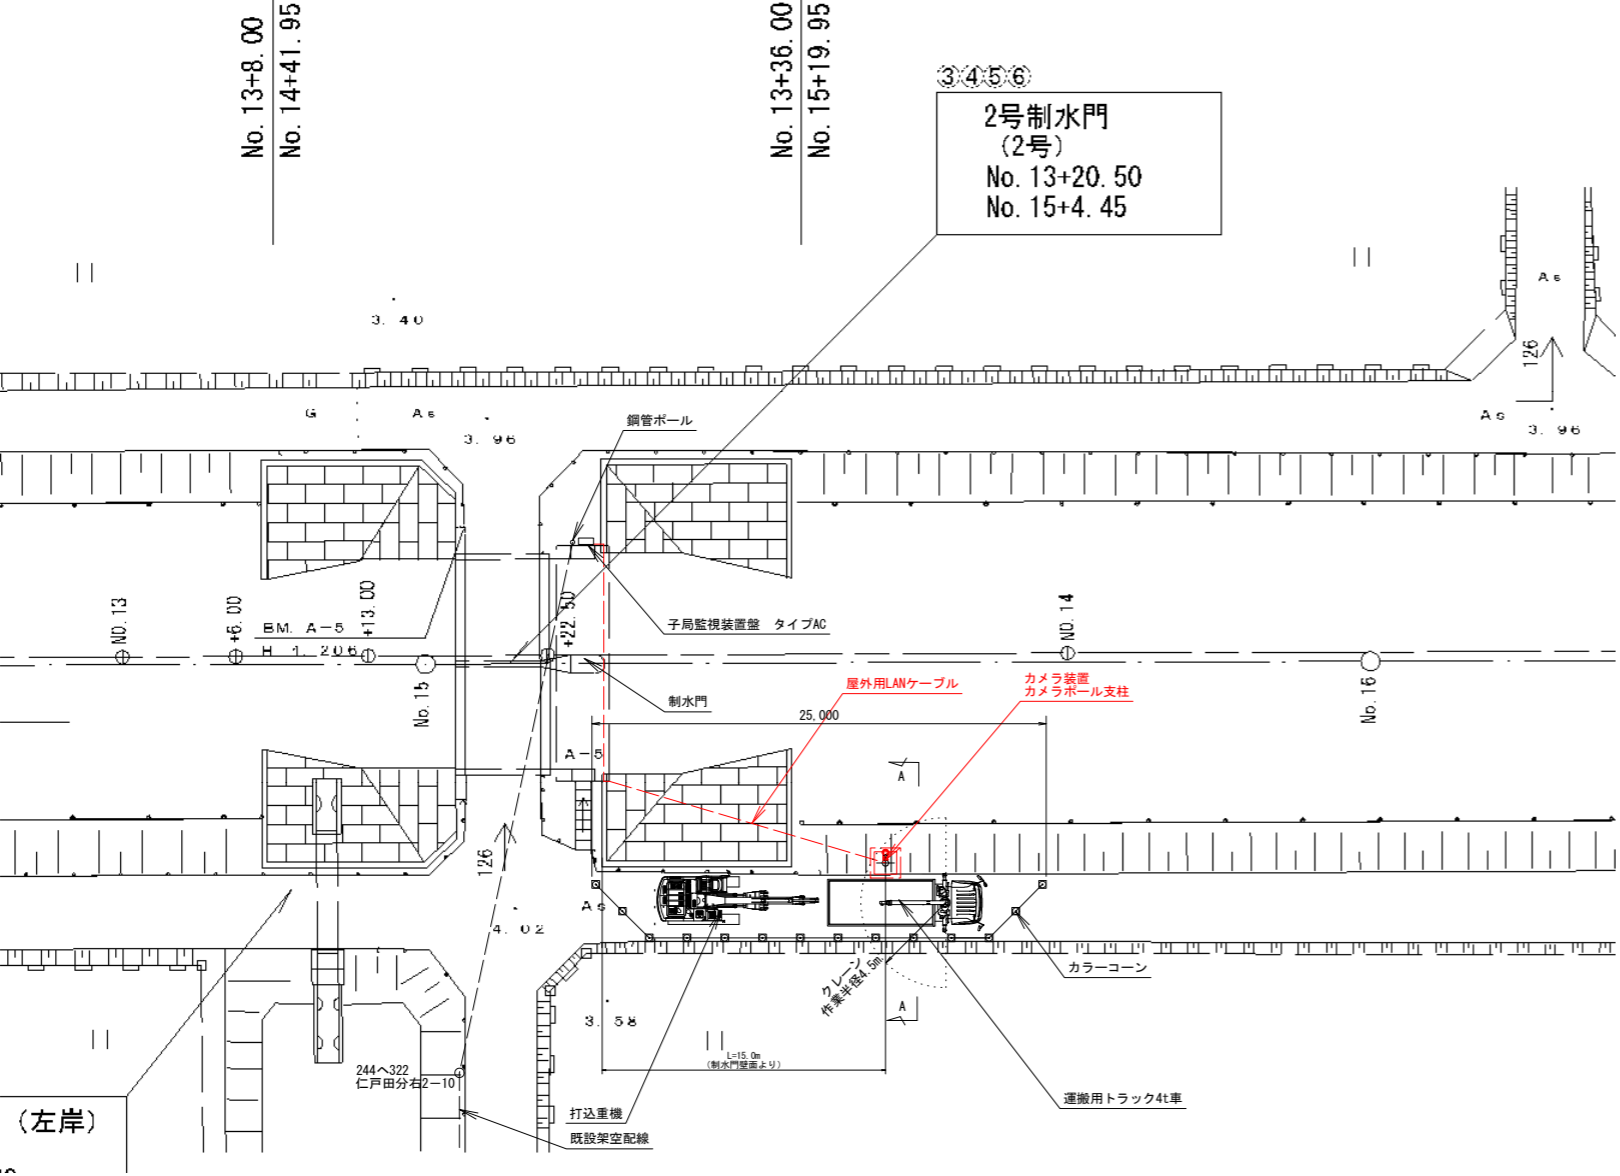 No. 13+8. 00
No. 14+41. 95
No. 13+36. 00
No. 15+19. 95
③④⑤⑥
2号制水門
(2号)
No. 13+20. 50
No. 15+4. 45
As
3. 40
126
G
As
3. 96
鋼管ポール
As
3. 96
NO. 13
+6. 00
BM. A-5
H 1. 206
+13. 00
+22. 50
子局監視装置盤 タイプAC
NO. 14
No. 15
制水門
屋外用LANケーブル
カメラ装置
カメラポール支柱
No. 16
25,000
A-5
A
126
As
4. 02
クレーン
作業半径4.5m
カラーコーン
A
3. 58
L=15.0m
(制水門壁面より)
244へ322
仁戸田分右2-10
運搬用トラック4t車
(左岸)
打込重機
既設架空配線